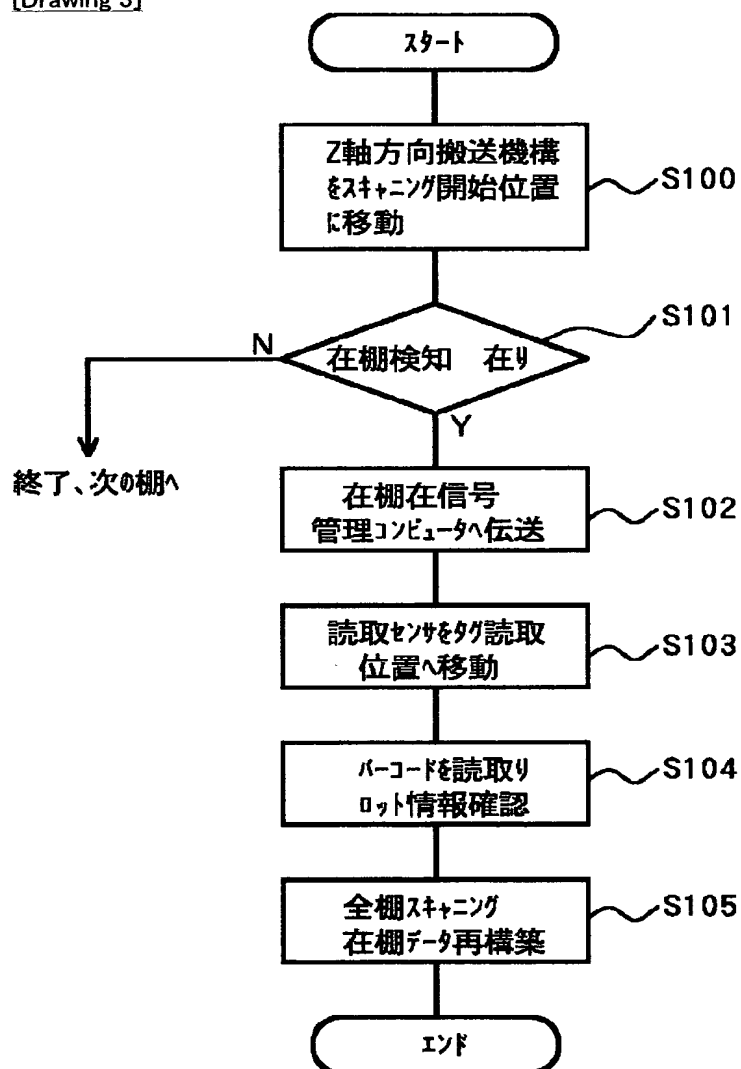 [Drawing 3]
スタート
Z軸方向搬送機構
をスキャニング開始位置
に移動
S100
S101
在棚検知 在り
N
Y
終了、次の棚へ
在棚在信号
管理コンピュータへ伝送
S102
読取センサをタグ読取
位置へ移動
S103
バーコードを読取り
ロット情報確認
S104
全棚スキャニング
在棚データ再構築
S105
エンド